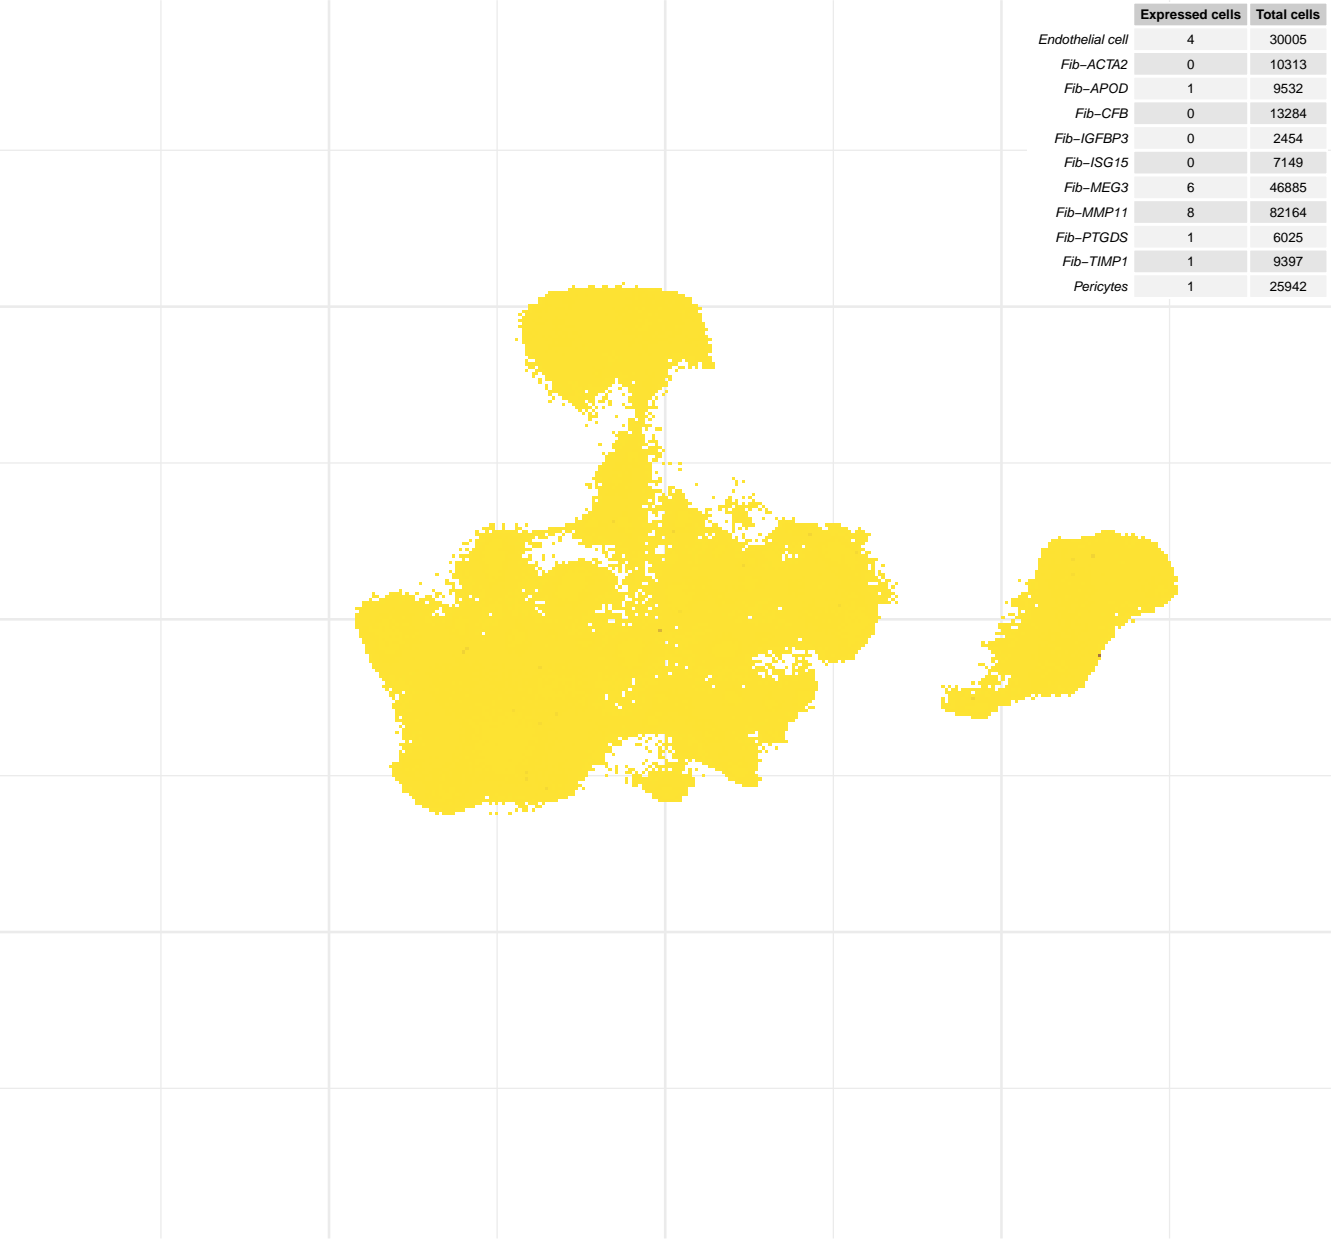 Expressed cells Total cells
Endothelial cell 4 30005
Fib−ACTA2 0 10313
Fib−APOD 1 9532
Fib−CFB 0 13284
Fib−IGFBP3 0 2454
Fib−ISG15 0 7149
Fib−MEG3 6 46885
Fib−MMP11 8 82164
Fib−PTGDS 1 6025
Fib−TIMP1 1 9397
Pericytes 1 25942